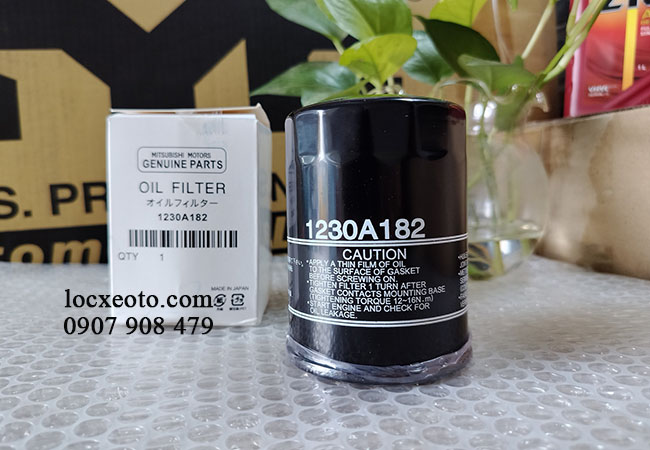 S. PR
MITSUBISHI MOTORS
GENUINE PARTS
OIL FILTER
オイルフィルター
1230A182
QTY 1
MADE IN JAPAN
locxeoto.com
0907 908 479
1230A182
CAUTION
•APPLY A THIN FILM OF OIL
TO THE SURFACE OF GASKET
BEFORE SCREWING ON.
•TIGHTEN FILTER 1 TURN AFTER
GASKET CONTACTS MOUNTING BASE
(TIGHTENING TORQUE 12~16N.m)
•START ENGINE AND CHECK FOR
OIL LEAKAGE.